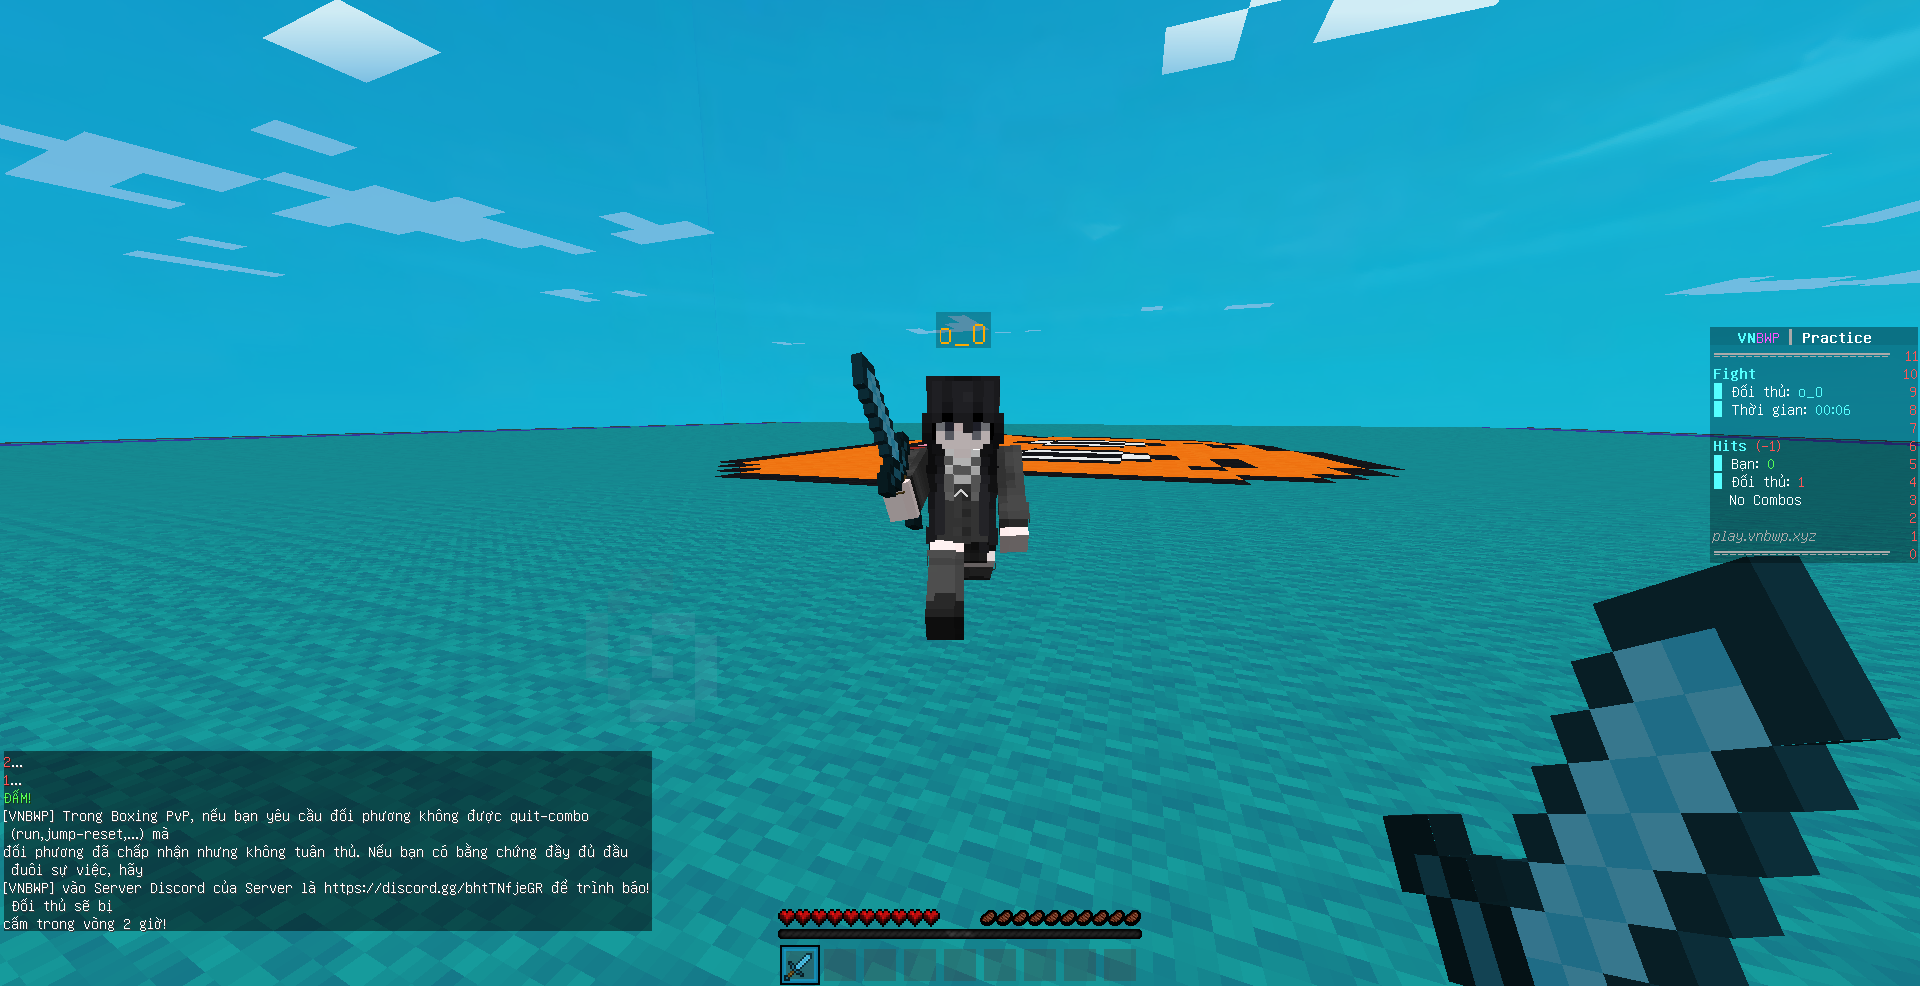 o_0
VNBWP | Practice
11
Fight 10
Đối thủ: o_0 9
Thời gian: 00:06 8
7
Hits (-1) 6
Bạn: 0 5
Đối thủ: 1 4
No Combos 3
2
play.vnbwp.xyz 1
0
2...
1...
ĐẤM!
[VNBWP] Trong Boxing PvP, nếu bạn yêu cầu đối phương không được quit-combo
(run,jump-reset,...) mà
đối phương đã chấp nhận nhưng không tuân thủ. Nếu bạn có bằng chứng đầy đủ đầu
đuôi sự việc, hãy
[VNBWP] vào Server Discord của Server là https://discord.gg/bhtTNfjeGR để trình báo!
Đối thủ sẽ bị
cấm trong vòng 2 giờ!